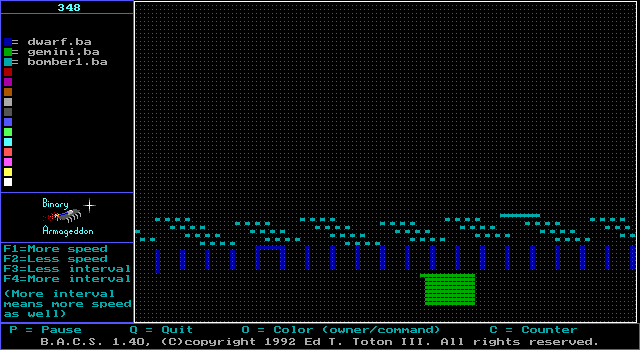 348
= dwarf.ba
= gemini.ba
= bomber1.ba
Binary
Armageddon
F1=More speed
F2=Less speed
F3=Less interval
F4=More interval
(More interval
means more speed
as well)
P = Pause Q = Quit O = Color (owner/command) C = Counter
B.A.C.S. 1.40, (C)copyright 1992 Ed T. Toton III. All rights reserved.